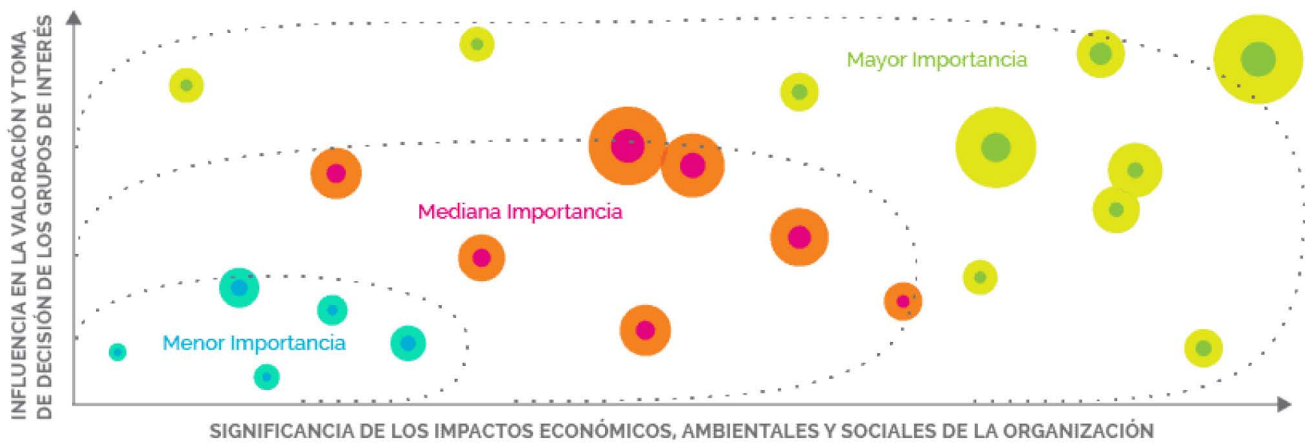 INFLUENCIA EN LA VALORACIÓN Y TOMA
DE DECISIÓN DE LOS GRUPOS DE INTERÉS
Mayor Importancia
Mediana Importancia
Menor Importancia
SIGNIFICANCIA DE LOS IMPACTOS ECONÓMICOS, AMBIENTALES Y SOCIALES DE LA ORGANIZACIÓN